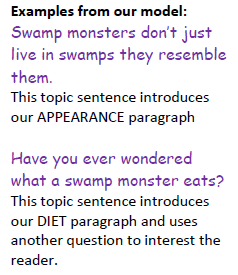 Examples from our model:
Swamp monsters don't just
live in swamps they resemble
them.
This topic sentence introduces
our APPEARANCE paragraph
Have you ever wondered
what a swamp monster eats?
This topic sentence introduces
our DIET paragraph and uses
another question to interest the
reader.